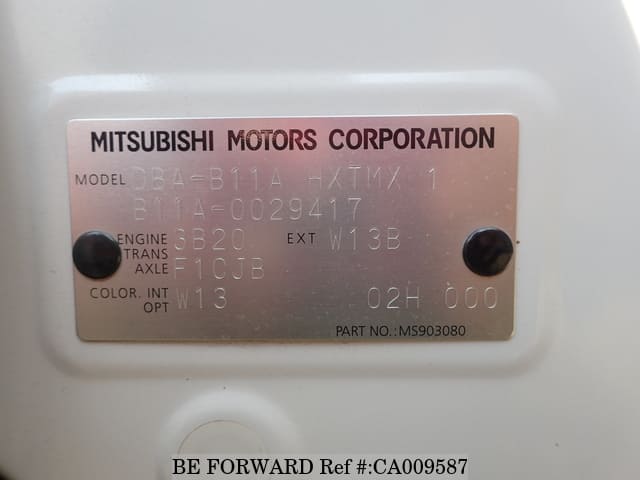 MITSUBISHI MOTORS CORPORATION
MODEL DBA-B11A HXTMX 1
B11A-0029417
ENGINE 3B20 EXT W13B
TRANS
AXLE F1CJB
COLOR. INT W13 02H 000
OPT
PART NO.:MS903080
BE FORWARD Ref #:CA009587